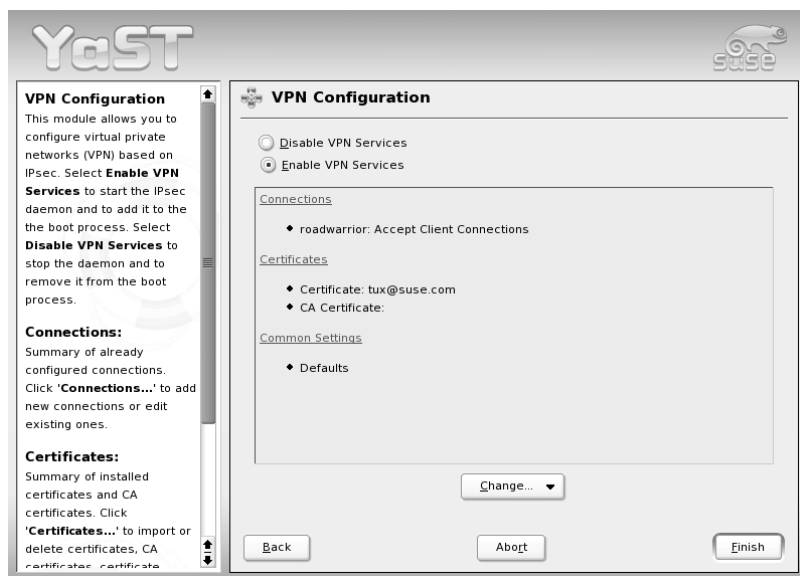 YaST
suse
VPN Configuration
This module allows you to
configure virtual private
networks (VPN) based on
IPsec. Select Enable VPN
Services to start the IPsec
daemon and to add it to the
the boot process. Select
Disable VPN Services to
stop the daemon and to
remove it from the boot
process.
Connections:
Summary of already
configured connections.
Click 'Connections...' to add
new connections or edit
existing ones.
Certificates:
Summary of installed
certificates and CA
certificates. Click
'Certificates...' to import or
delete certificates, CA
certificates, certificate
VPN Configuration
Disable VPN Services
Enable VPN Services
Connections
roadwarrior: Accept Client Connections
Certificates
Certificate: tux@suse.com
CA Certificate:
Common Settings
Defaults
Change...
Back
Abort
Finish